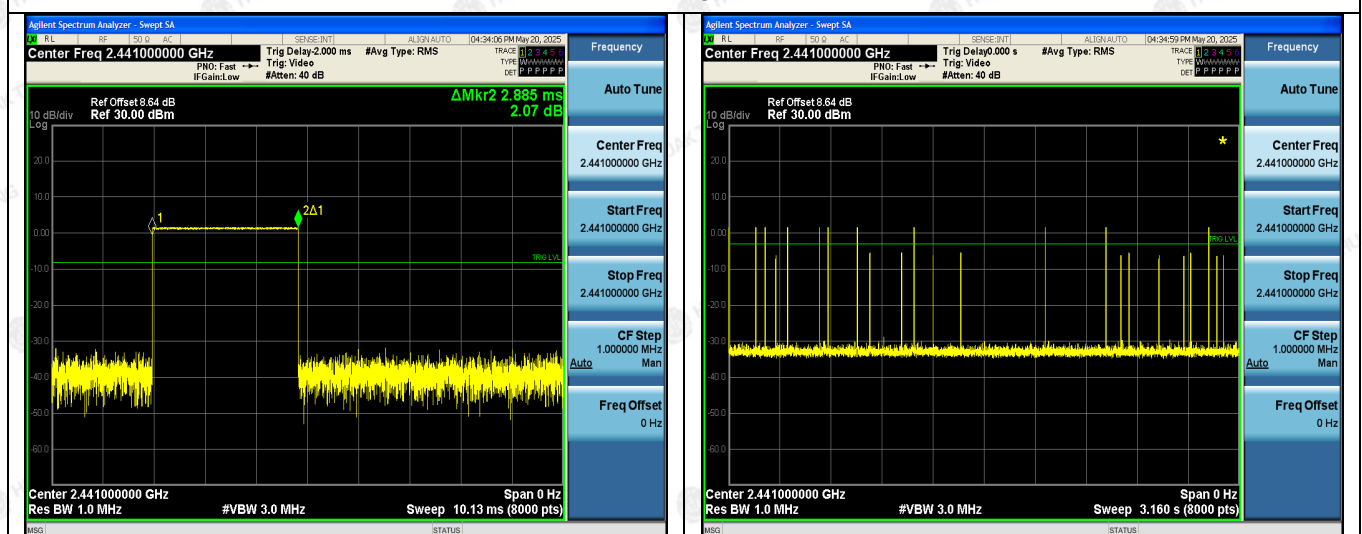 Agilent Spectrum Analyzer - Swept SA
LXI RL RF 50 Ω AC SENSE:INT ALIGN AUTO 04:34:06 PM May 20, 2025
Center Freq 2.441000000 GHz
Trig Delay-2.000 ms #Avg Type: RMS
TRACE 1 2 3 4 5 6
PNO: Fast
Trig: Video
TYPE WWWWWW
IFGain:Low
#Atten: 40 dB
DET P P P P P P
ΔMkr2 2.885 ms
2.07 dB
Ref Offset 8.64 dB
10 dB/div Ref 30.00 dBm
Log
20.0
10.0
1
2Δ1
0.00
TRIG LVL
-10.0
-20.0
-30.0
-40.0
-50.0
-60.0
Center 2.441000000 GHz Span 0 Hz
Res BW 1.0 MHz #VBW 3.0 MHz Sweep 10.13 ms (8000 pts)
MSG STATUS
Frequency
Auto Tune
Center Freq
2.441000000 GHz
Start Freq
2.441000000 GHz
Stop Freq
2.441000000 GHz
CF Step
1.000000 MHz
Auto Man
Freq Offset
0 Hz
Agilent Spectrum Analyzer - Swept SA
LXI RL RF 50 Ω AC SENSE:INT ALIGN AUTO 04:34:59 PM May 20, 2025
Center Freq 2.441000000 GHz
Trig Delay0.000 s #Avg Type: RMS
TRACE 1 2 3 4 5 6
PNO: Fast
Trig: Video
TYPE WWWWWW
IFGain:Low
#Atten: 40 dB
DET P P P P P P
Ref Offset 8.64 dB
10 dB/div Ref 30.00 dBm
Log
*
20.0
10.0
0.00
TRIG LVL
-10.0
-20.0
-30.0
-40.0
-50.0
-60.0
Center 2.441000000 GHz Span 0 Hz
Res BW 1.0 MHz #VBW 3.0 MHz Sweep 3.160 s (8000 pts)
MSG STATUS
Frequency
Auto Tune
Center Freq
2.441000000 GHz
Start Freq
2.441000000 GHz
Stop Freq
2.441000000 GHz
CF Step
1.000000 MHz
Auto Man
Freq Offset
0 Hz